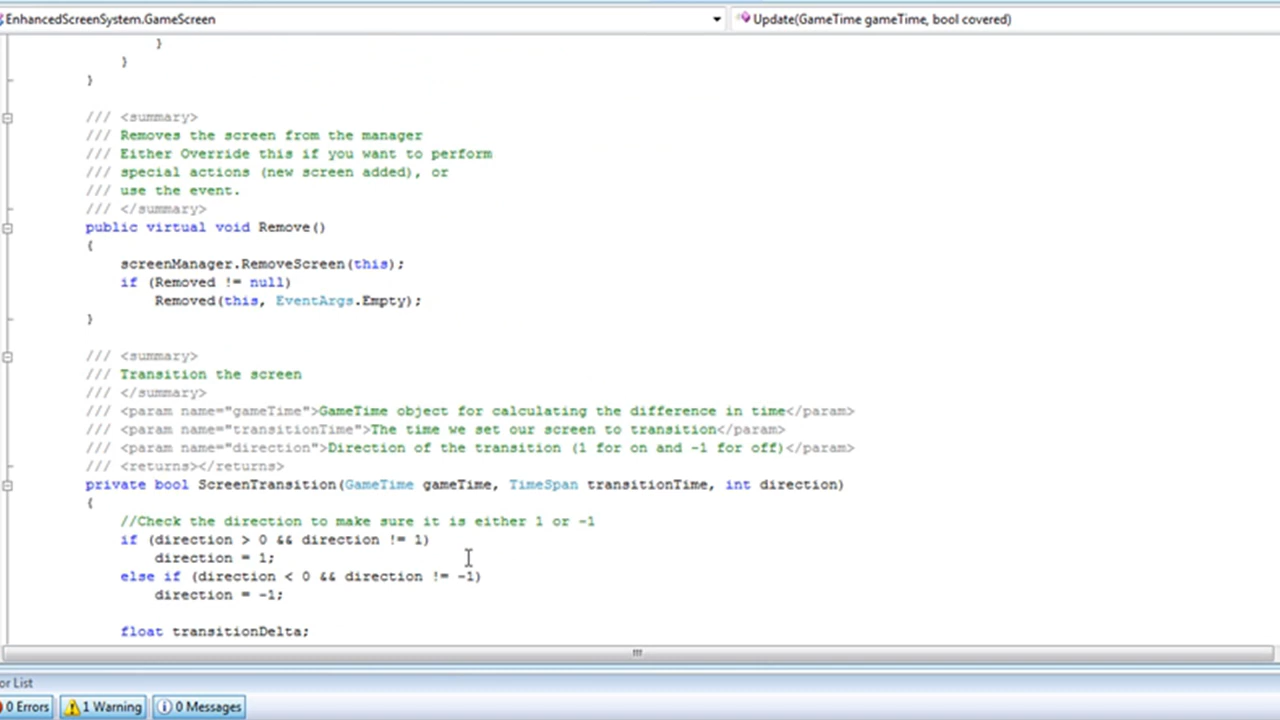 EnhancedScreenSystem.GameScreen
Update(GameTime gameTime, bool covered)
}
}
}
/// <summary>
/// Removes the screen from the manager
/// Either Override this if you want to perform
/// special actions (new screen added), or
/// use the event.
/// </summary>
public virtual void Remove()
{
screenManager.RemoveScreen(this);
if (Removed != null)
Removed(this, EventArgs.Empty);
}
/// <summary>
/// Transition the screen
/// </summary>
/// <param name="gameTime">GameTime object for calculating the difference in time</param>
/// <param name="transitionTime">The time we set our screen to transition</param>
/// <param name="direction">Direction of the transition (1 for on and -1 for off)</param>
/// <returns></returns>
private bool ScreenTransition(GameTime gameTime, TimeSpan transitionTime, int direction)
{
//Check the direction to make sure it is either 1 or -1
if (direction > 0 && direction != 1)
direction = 1;
else if (direction < 0 && direction != -1)
direction = -1;
float transitionDelta;
or List
0 Errors
1 Warning
0 Messages